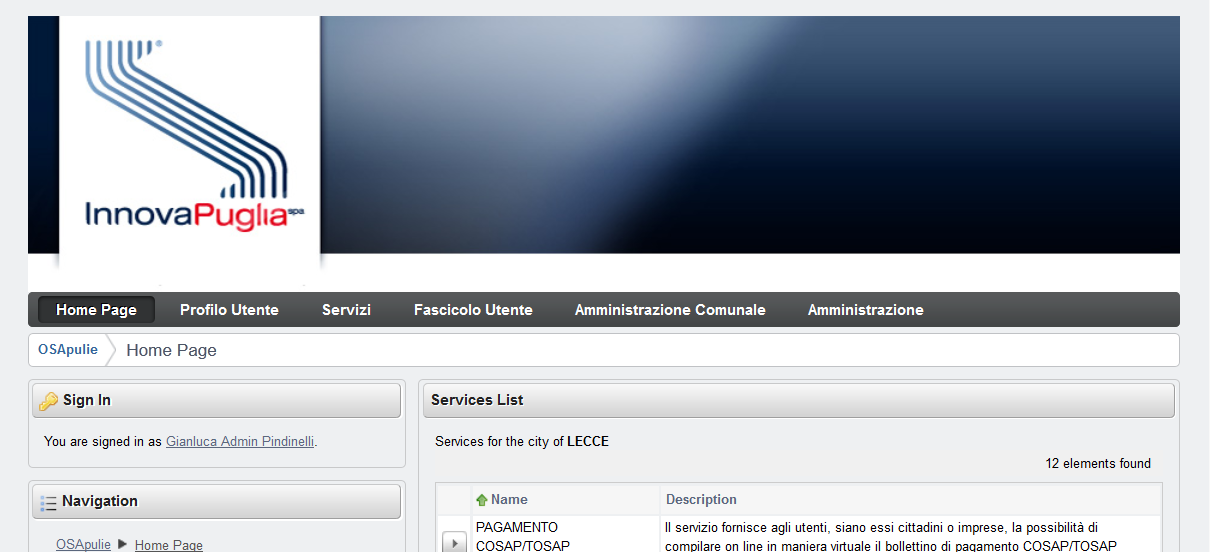 InnovaPuglia spa
Home Page Profilo Utente Servizi Fascicolo Utente Amministrazione Comunale Amministrazione
OSApulie Home Page
Sign In
You are signed in as Gianluca Admin Pindinelli.
Navigation
OSApulie Home Page
Services List
Services for the city of LECCE
12 elements found
Name Description
PAGAMENTO Il servizio fornisce agli utenti, siano essi cittadini o imprese, la possibilità di
COSAP/TOSAP compilare on line in maniera virtuale il bollettino di pagamento COSAP/TOSAP